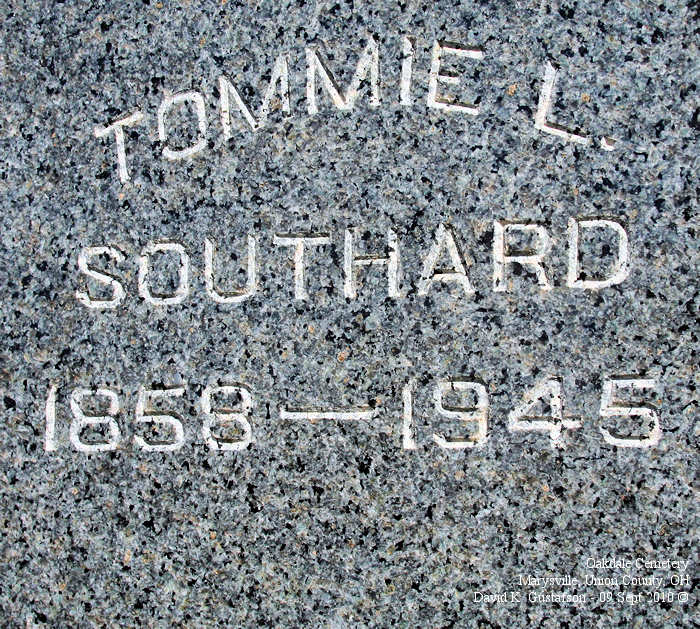 TOMMIE L.
SOUTHARD
1858—1945
Oakdale Cemetery
Marysville, Union County, OH
David K. Gustafson - 09 Sept 2010 ©